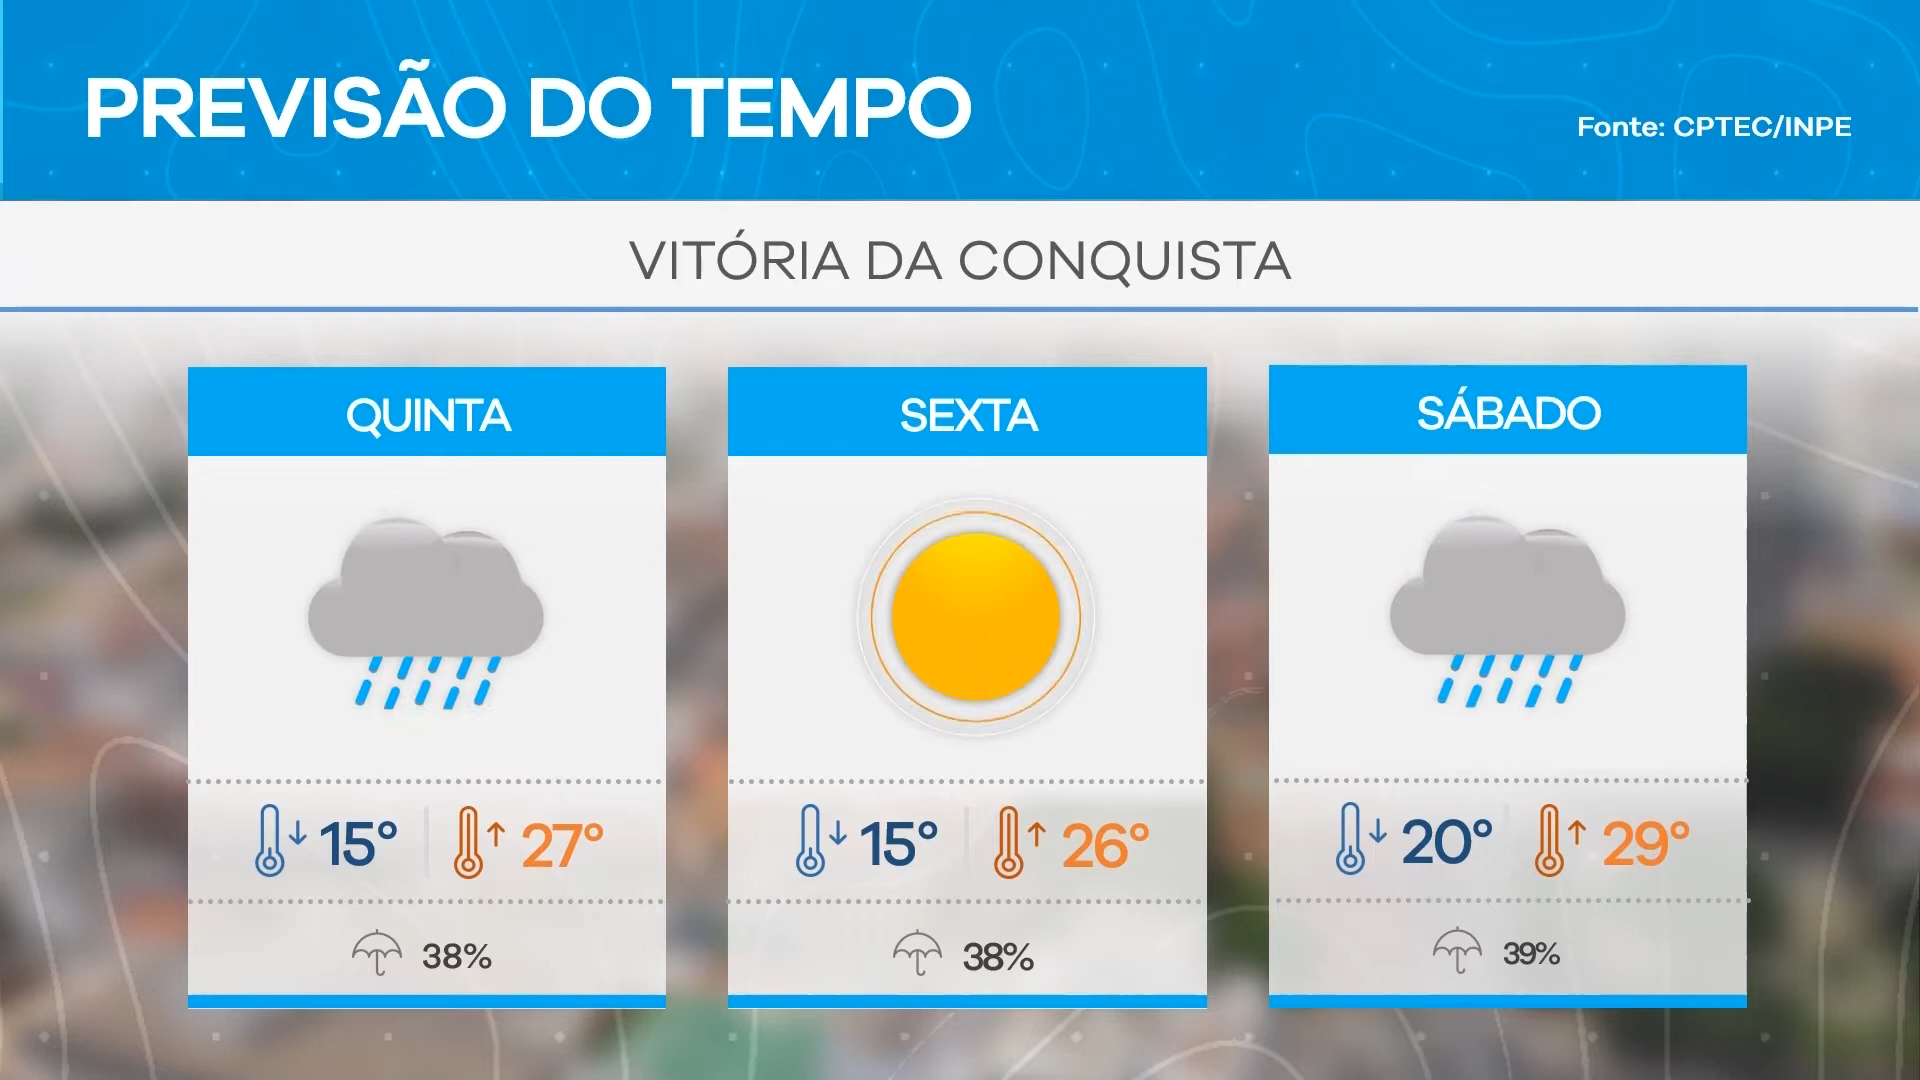 PREVISÃO DO TEMPO
Fonte: CPTEC/INPE
VITÓRIA DA CONQUISTA
QUINTA
15° 27°
38%
SEXTA
15° 26°
38%
SÁBADO
20° 29°
39%